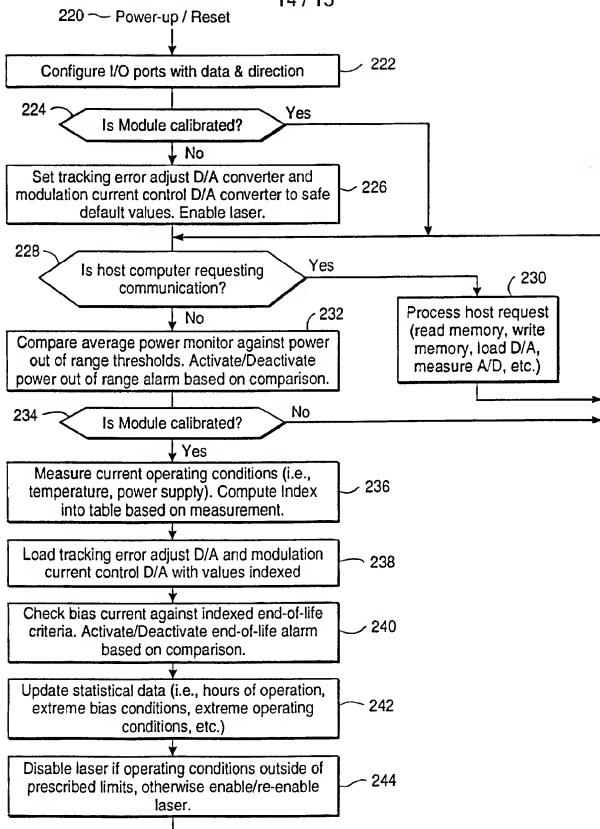 14 / 15
220
Power-up / Reset
Configure I/O ports with data & direction
222
224
Is Module calibrated?
Yes
No
Set tracking error adjust D/A converter and
modulation current control D/A converter to safe
default values. Enable laser.
226
228
Is host computer requesting
communication?
Yes
No
230
Process host request
(read memory, write
memory, load D/A,
measure A/D, etc.)
232
Compare average power monitor against power
out of range thresholds. Activate/Deactivate
power out of range alarm based on comparison.
234
Is Module calibrated?
No
Yes
Measure current operating conditions (i.e.,
temperature, power supply). Compute Index
into table based on measurement.
236
Load tracking error adjust D/A and modulation
current control D/A with values indexed
238
Check bias current against indexed end-of-life
criteria. Activate/Deactivate end-of-life alarm
based on comparison.
240
Update statistical data (i.e., hours of operation,
extreme bias conditions, extreme operating
conditions, etc.)
242
Disable laser if operating conditions outside of
prescribed limits, otherwise enable/re-enable
laser.
244